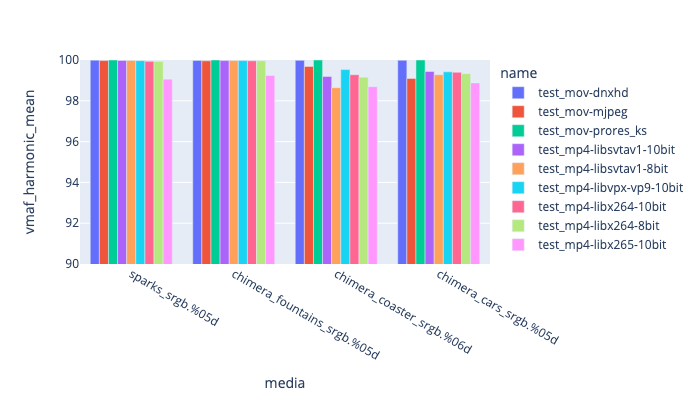 vmaf_harmonic_mean
100
98
96
94
92
90
sparks_srgb.%05d
chimera_fountains_srgb.%05d
chimera_coaster_srgb.%06d
chimera_cars_srgb.%05d
media
name
test_mov-dnxhd
test_mov-mjpeg
test_mov-prores_ks
test_mp4-libsvtav1-10bit
test_mp4-libsvtav1-8bit
test_mp4-libvpx-vp9-10bit
test_mp4-libx264-10bit
test_mp4-libx264-8bit
test_mp4-libx265-10bit